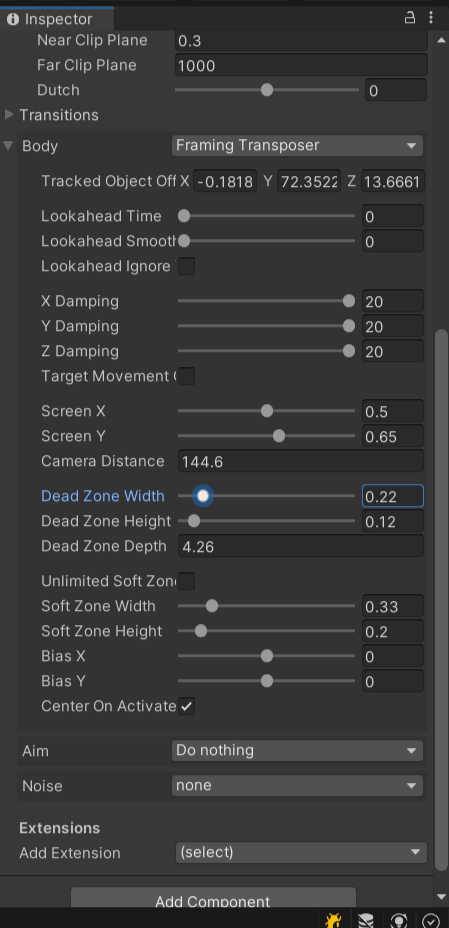 Inspector
Near Clip Plane 0.3
Far Clip Plane 1000
Dutch 0
Transitions
Body Framing Transposer
Tracked Object Off X -0.1818 Y 72.3522 Z 13.6661
Lookahead Time 0
Lookahead Smooth 0
Lookahead Ignore
X Damping 20
Y Damping 20
Z Damping 20
Target Movement
Screen X 0.5
Screen Y 0.65
Camera Distance 144.6
Dead Zone Width 0.22
Dead Zone Height 0.12
Dead Zone Depth 4.26
Unlimited Soft Zone
Soft Zone Width 0.33
Soft Zone Height 0.2
Bias X 0
Bias Y 0
Center On Activate
Aim Do nothing
Noise none
Extensions
Add Extension (select)
Add Component